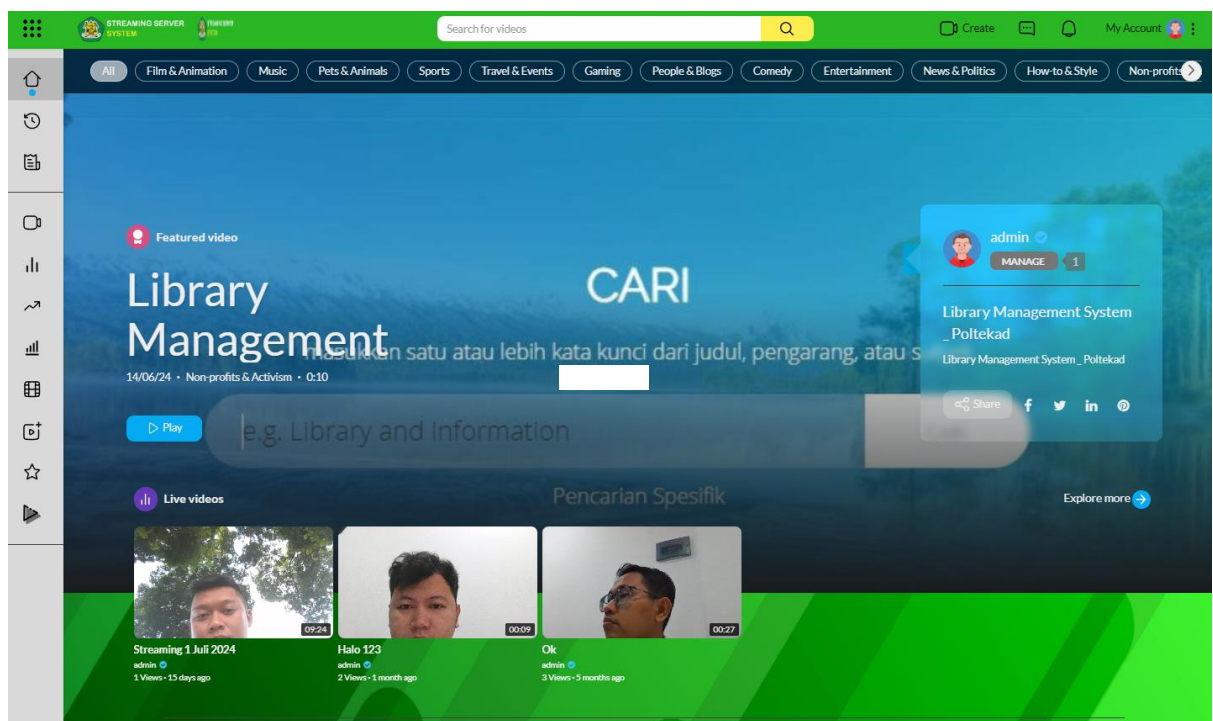 STREAMING SERVER
SYSTEM
Search for videos
Create
My Account
All
Film & Animation
Music
Pets & Animals
Sports
Travel & Events
Gaming
People & Blogs
Comedy
Entertainment
News & Politics
How-to & Style
Non-profits
Featured video
Library
Management
14/06/24 • Non-profits & Activism • 0:10
Play
CARI
masukkan satu atau lebih kata kunci dari judul, pengarang, atau s
e.g. Library and Information
Pencarian Spesifik
admin
MANAGE
1
Library Management System
_ Poltekad
Library Management System _ Poltekad
Share
Live videos
Explore more
09:24
00:09
00:27
Streaming 1 Juli 2024
admin
1 Views • 15 days ago
Halo 123
admin
2 Views • 1 month ago
Ok
admin
3 Views • 5 months ago